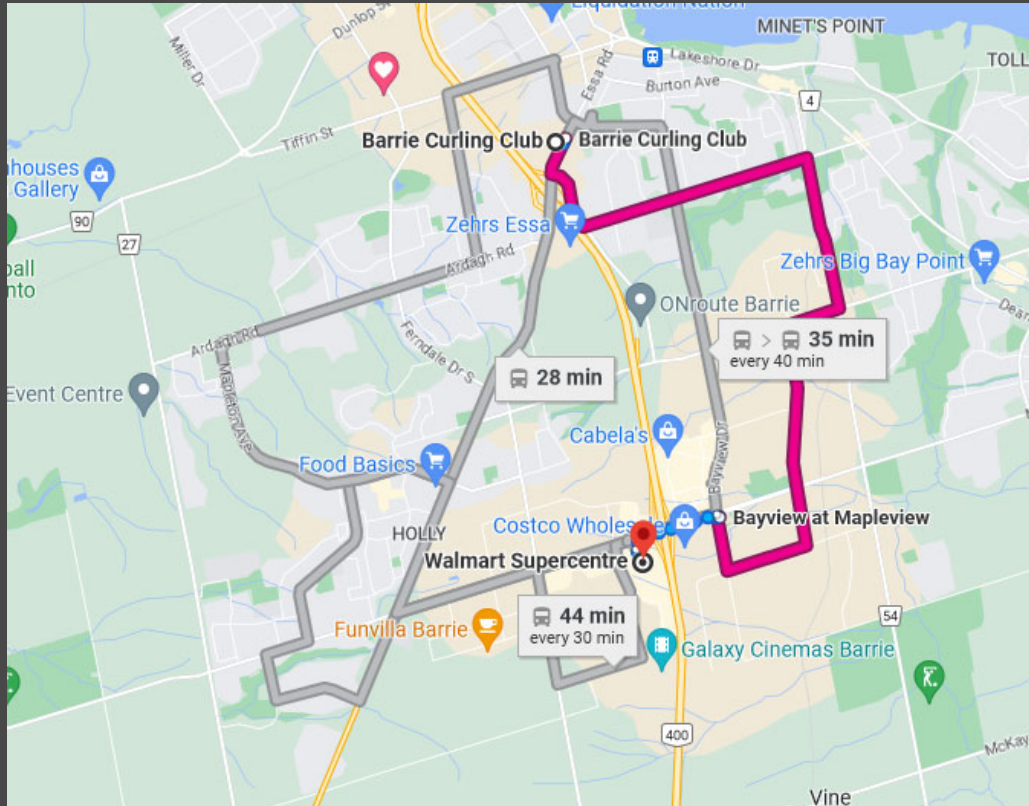 Liquidation Nation
MINET'S POINT
Dunlop St
Miller Dr
Essa Rd
Lakeshore Dr
TOLL
Burton Ave
4
Tiffin St
Barrie Curling Club
Barrie Curling Club
nhouses
Gallery
90
27
Zehrs Essa
Ardagh Rd
Zehrs Big Bay Point
ball
nto
ONroute Barrie
Dean
Ardagh Rd
Ferndale Dr S
35 min
every 40 min
28 min
Event Centre
Mapleton Ave
Cabela's
Bayview Dr
Food Basics
Costco Wholesale
Bayview at Mapleview
HOLLY
Walmart Supercentre
44 min
every 30 min
54
Funvilla Barrie
Galaxy Cinemas Barrie
400
McKay
Vine